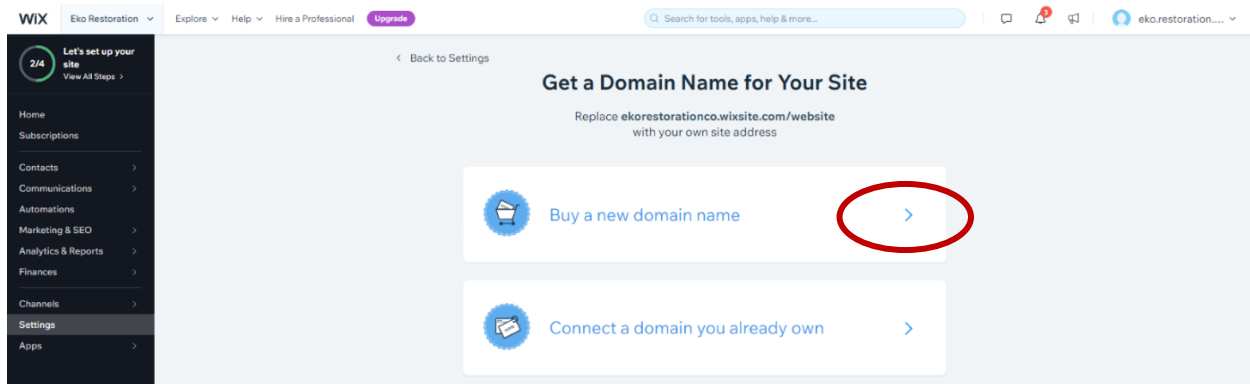 WiX
Eko Restoration
Explore
Help
Hire a Professional
Upgrade
Search for tools, apps, help & more...
3
eko.restoration....
2/4
Let's set up your
site
View All Steps >
Home
Subscriptions
Contacts
Communications
Automations
Marketing & SEO
Analytics & Reports
Finances
Channels
Settings
Apps
< Back to Settings
Get a Domain Name for Your Site
Replace ekorestorationco.wixsite.com/website
with your own site address
Buy a new domain name
Connect a domain you already own